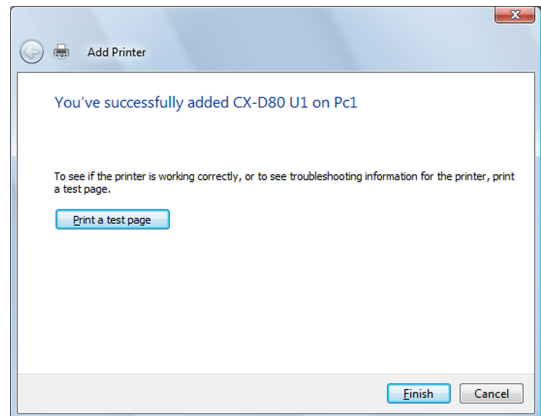 Add Printer
You've successfully added CX-D80 U1 on Pc1
To see if the printer is working correctly, or to see troubleshooting information for the printer, print
a test page.
Print a test page
Finish Cancel